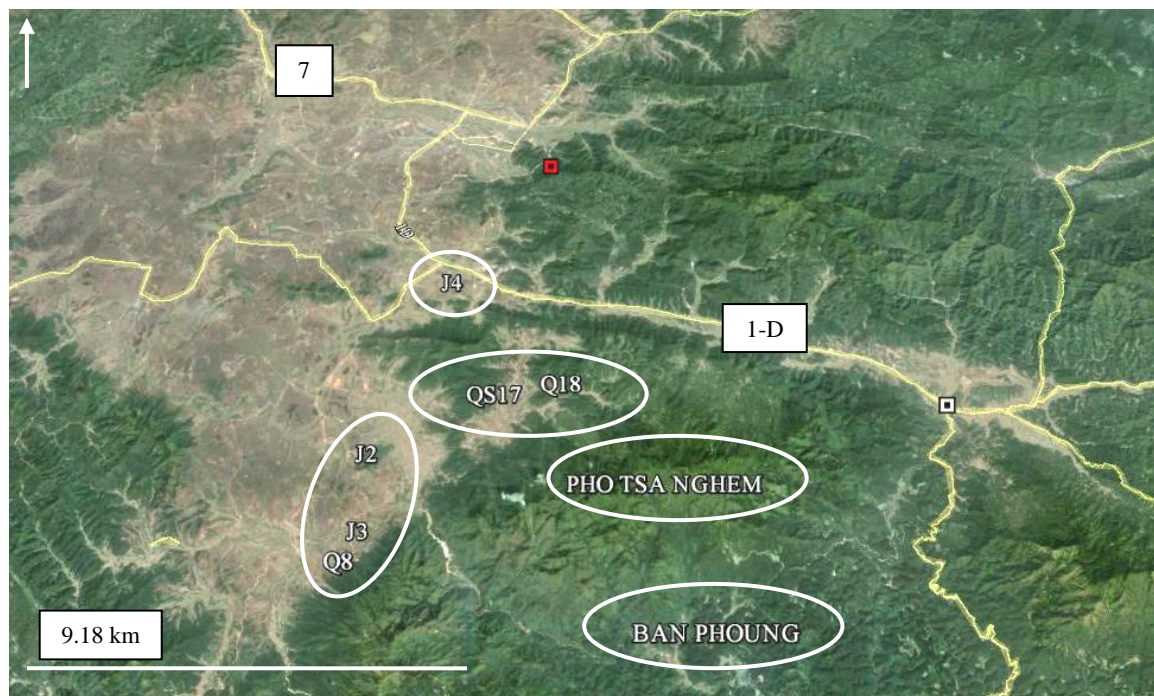 7
J4
1-D
QS17 Q18
J2
PHO TSA NGHEM
J3
Q8
BAN PHOUNG
9.18 km